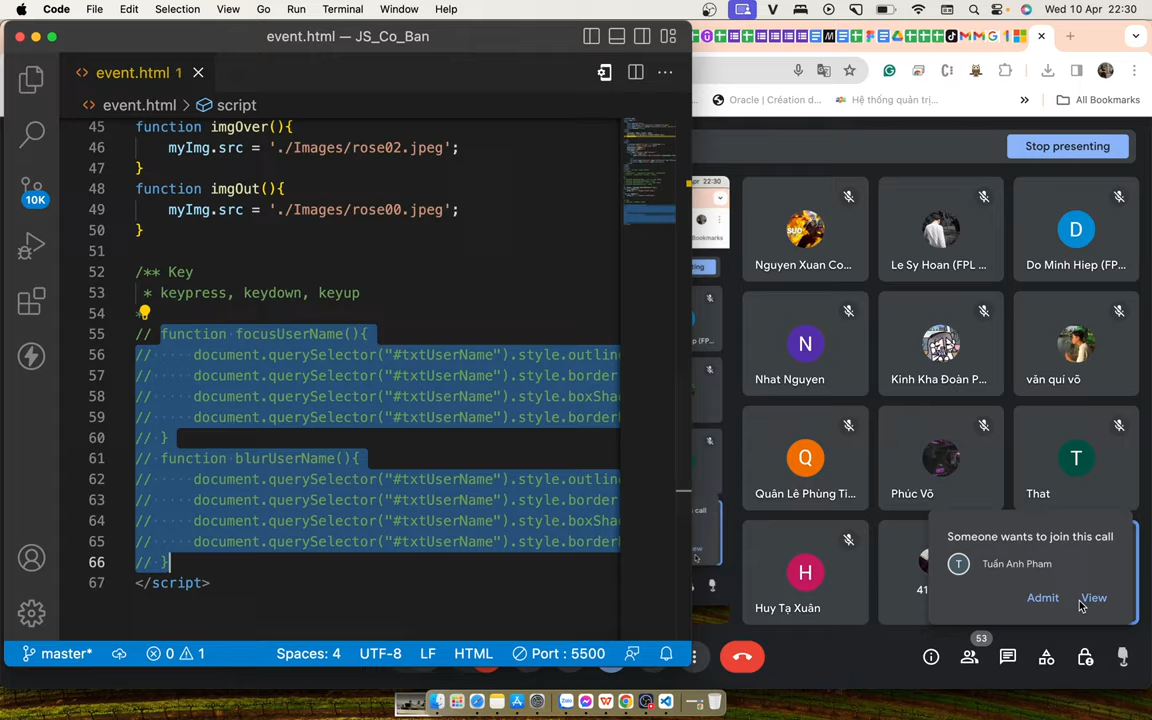 Code File Edit Selection View Go Run Terminal Window Help
Wed 10 Apr 22:30
event.html — JS_Co_Ban
event.html 1
event.html > script
45 function imgOver(){
46 myImg.src = './Images/rose02.jpeg';
47 }
48 function imgOut(){
49 myImg.src = './Images/rose00.jpeg';
50 }
51
52 /** Key
53 * keypress, keydown, keyup
54 *
55 // function focusUserName(){
56 // document.querySelector("#txtUserName").style.outlin
57 // document.querySelector("#txtUserName").style.border
58 // document.querySelector("#txtUserName").style.boxSha
59 // document.querySelector("#txtUserName").style.border
60 // }
61 // function blurUserName(){
62 // document.querySelector("#txtUserName").style.outlin
63 // document.querySelector("#txtUserName").style.border
64 // document.querySelector("#txtUserName").style.boxSha
65 // document.querySelector("#txtUserName").style.border
66 // }
67 </script>
10K
master* 0 1 Spaces: 4 UTF-8 LF HTML Port : 5500
Oracle | Création d... Hệ thống quản trị... » All Bookmarks
Stop presenting
Nguyen Xuan Co...
Le Sy Hoan (FPL ...
D
Do Minh Hiep (FP...
N
Nhat Nguyen
Kinh Kha Đoàn P...
văn quí võ
Q
Quân Lê Phùng Ti...
Phúc Võ
T
That
H
Huy Tạ Xuân
41
Someone wants to join this call
T
Tuấn Anh Pham
Admit View
53